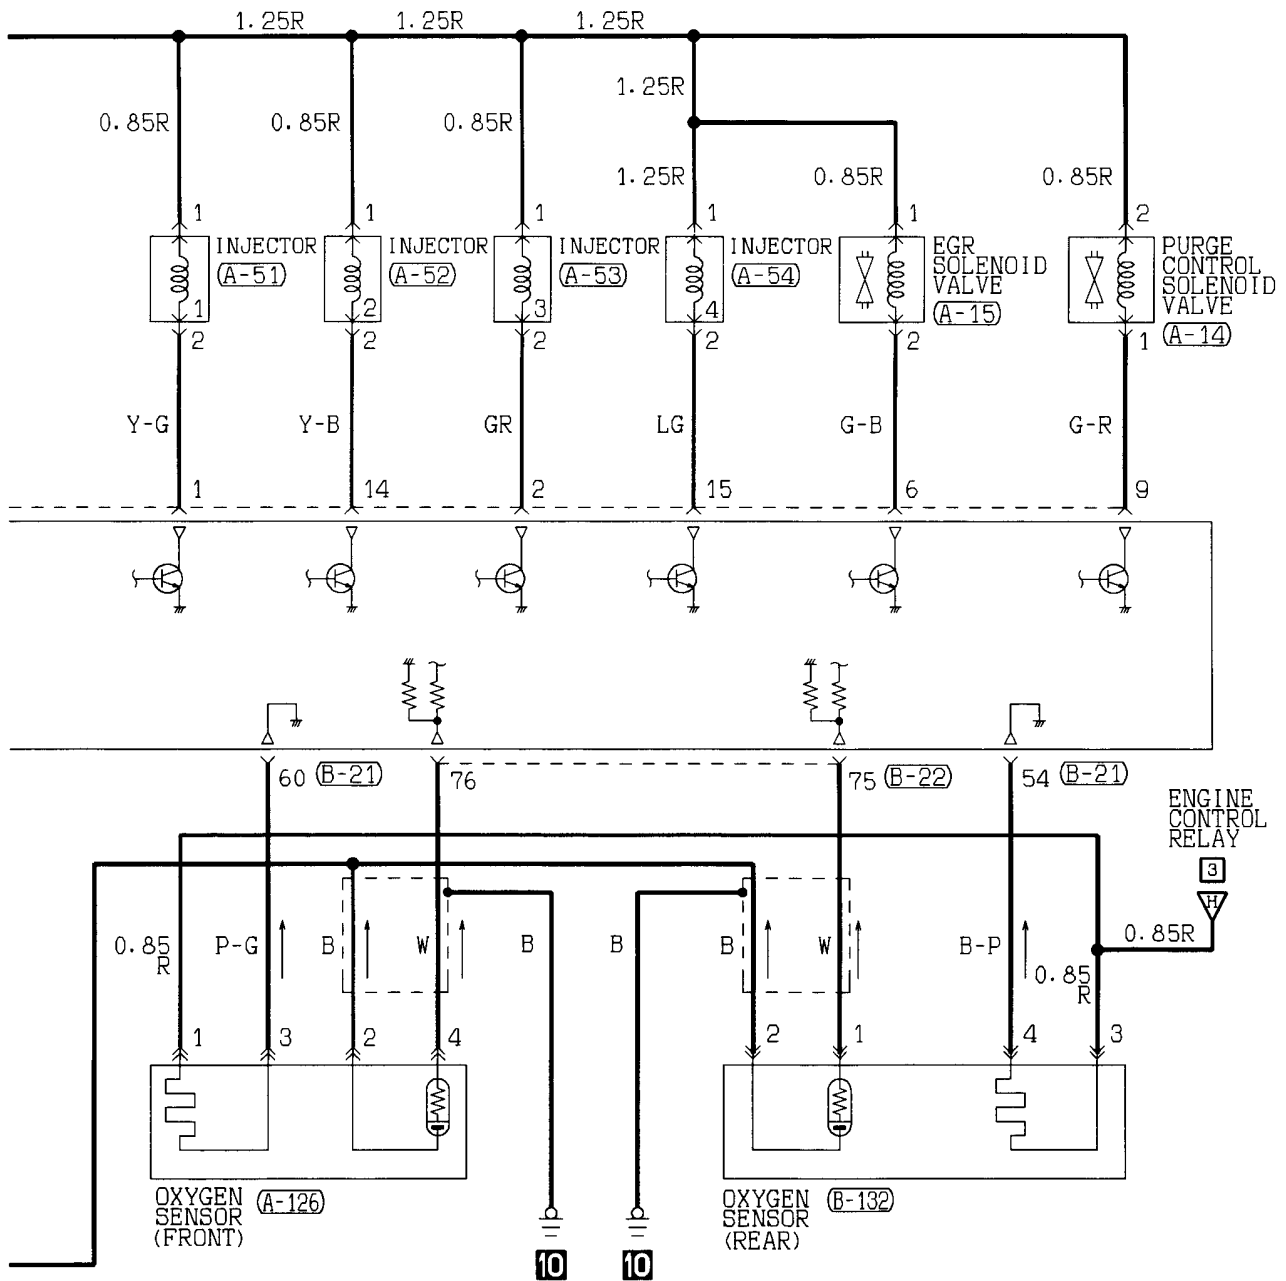 1.25R 1.25R 1.25R
1.25R
0.85R 0.85R 0.85R
1.25R 0.85R 0.85R
1 1 1 1 1 2
INJECTOR
A-51
1
2
INJECTOR
A-52
2
2
INJECTOR
A-53
3
2
INJECTOR
A-54
4
2
EGR
SOLENOID
VALVE
A-15
2
PURGE
CONTROL
SOLENOID
VALVE
A-14
1
Y-G Y-B GR LG G-B G-R
1 14 2 15 6 9
60 B-21 76 75 B-22 54 B-21
ENGINE
CONTROL
RELAY
3
H
0.85R
0.85
R
P-G B W B B B W B-P
0.85
R
1 3 2 4 2 1 4 3
OXYGEN
SENSOR
(FRONT)
A-126
OXYGEN
SENSOR
(REAR)
B-132
10 10